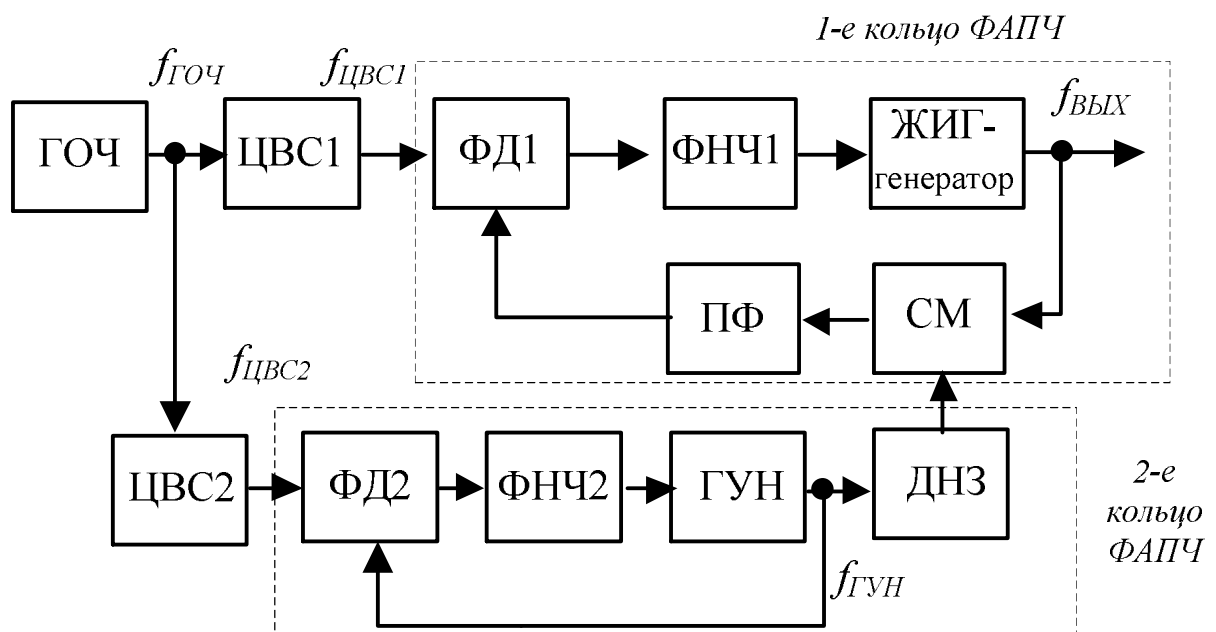 1-е кольцо ФАПЧ
fГОЧ
fЦВС1
fВЫХ
ГОЧ
ЦВС1
ФД1
ФНЧ1
ЖИГ-
генератор
ПФ
СМ
fЦВС2
ЦВС2
ФД2
ФНЧ2
ГУН
ДНЗ
2-е
кольцо
ФАПЧ
fГУН